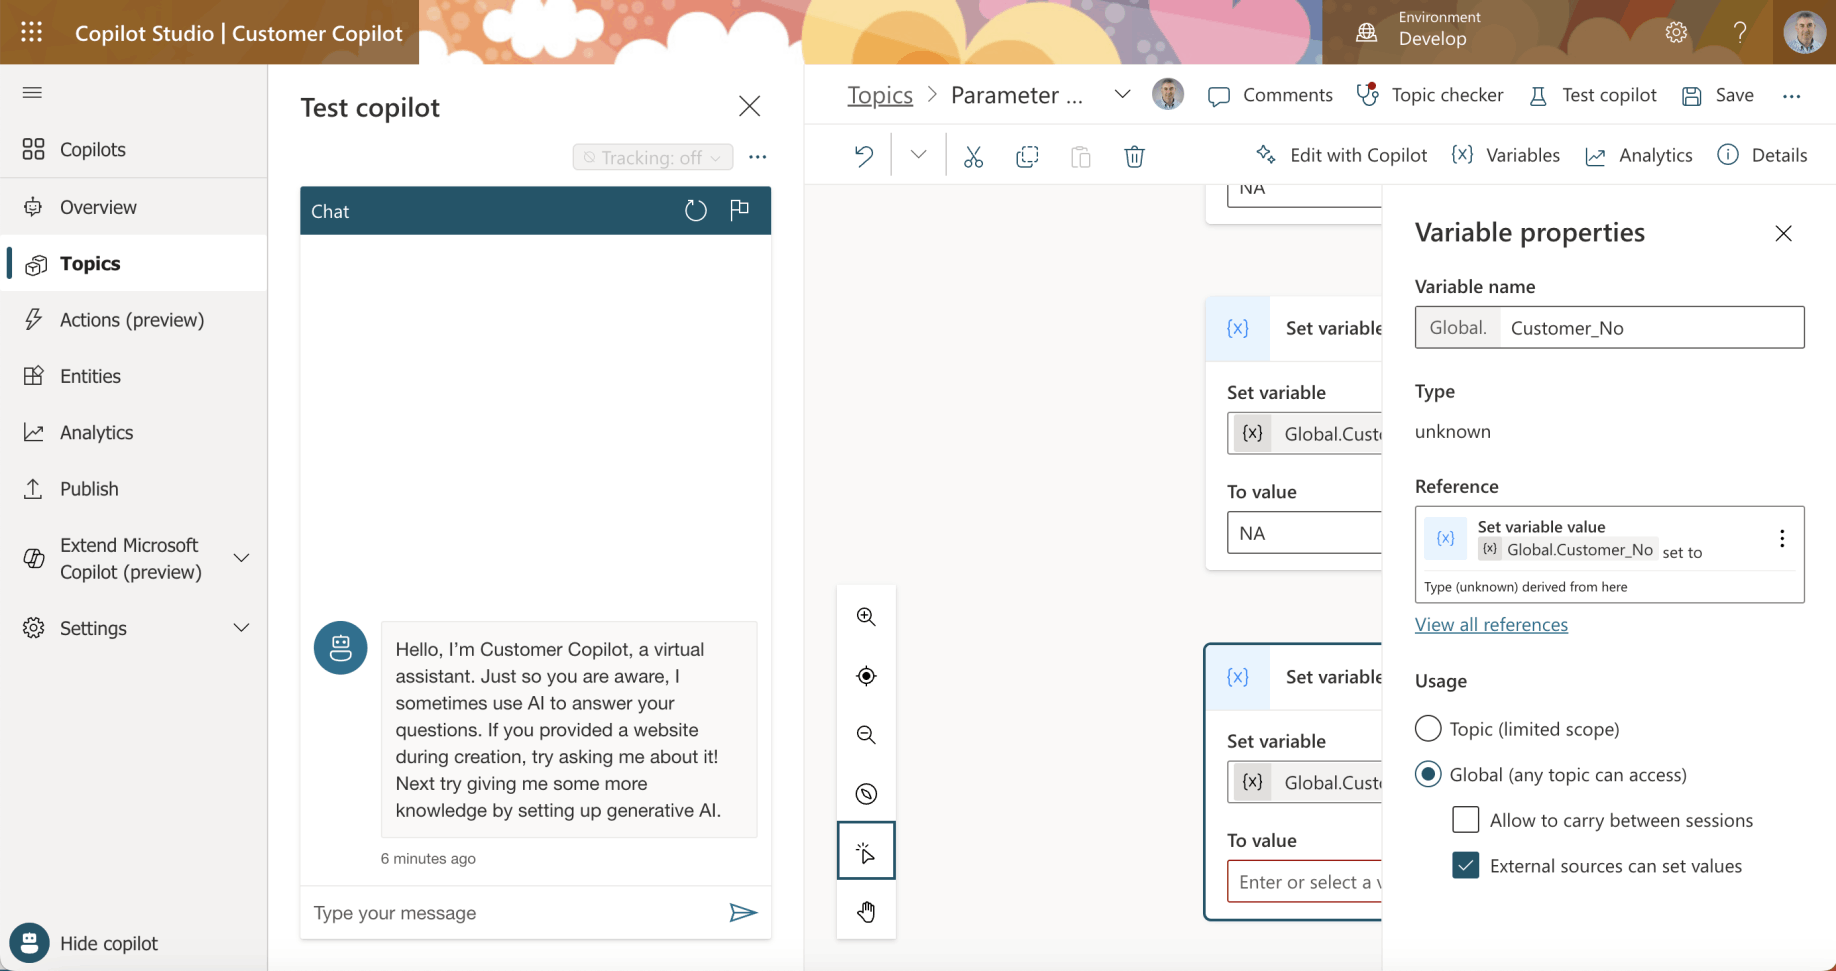 Copilot Studio | Customer Copilot
Environment
Develop
Copilots
Overview
Topics
Actions (preview)
Entities
Analytics
Publish
Extend Microsoft
Copilot (preview)
Settings
Hide copilot
Test copilot
Tracking: off
Chat
Hello, I'm Customer Copilot, a virtual
assistant. Just so you are aware, I
sometimes use AI to answer your
questions. If you provided a website
during creation, try asking me about it!
Next try giving me some more
knowledge by setting up generative AI.
6 minutes ago
Type your message
Topics > Parameter ...
Comments
Topic checker
Test copilot
Save
Edit with Copilot
{x} Variables
Analytics
Details
NA
{x} Set variable
Set variable
{x} Global.Custo
To value
NA
{x} Set variable
Set variable
{x} Global.Custo
To value
Enter or select a v
Variable properties
Variable name
Global. Customer_No
Type
unknown
Reference
Set variable value
{x} {x} Global.Customer_No set to
Type (unknown) derived from here
View all references
Usage
Topic (limited scope)
Global (any topic can access)
Allow to carry between sessions
External sources can set values